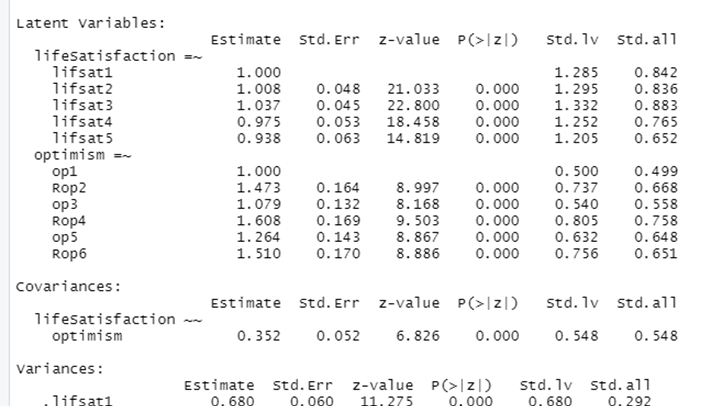 Latent Variables:
Estimate Std.Err z-value P(>|z|) Std.lv Std.all
lifeSatisfaction =~
lifsat1 1.000 1.285 0.842
lifsat2 1.008 0.048 21.033 0.000 1.295 0.836
lifsat3 1.037 0.045 22.800 0.000 1.332 0.883
lifsat4 0.975 0.053 18.458 0.000 1.252 0.765
lifsat5 0.938 0.063 14.819 0.000 1.205 0.652
optimism =~
op1 1.000 0.500 0.499
Rop2 1.473 0.164 8.997 0.000 0.737 0.668
op3 1.079 0.132 8.168 0.000 0.540 0.558
Rop4 1.608 0.169 9.503 0.000 0.805 0.758
op5 1.264 0.143 8.867 0.000 0.632 0.648
Rop6 1.510 0.170 8.886 0.000 0.756 0.651
Covariances:
Estimate Std.Err z-value P(>|z|) Std.lv Std.all
lifeSatisfaction ~~
optimism 0.352 0.052 6.826 0.000 0.548 0.548
Variances:
Estimate Std.Err z-value P(>|z|) Std.lv Std.all
.lifsat1 0.680 0.060 11.275 0.000 0.680 0.292